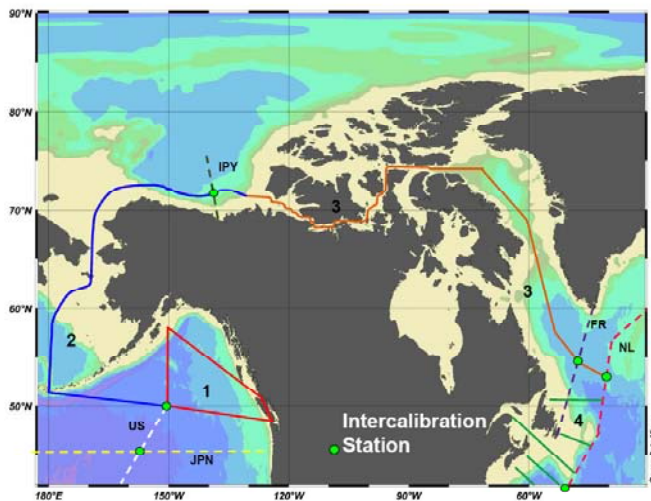 90°N
80°N
IPY
70°N
3
60°N
3
2
FR
NL
1
50°N
US
Intercalibration
Station
4
JPN
180°E
150°W
120°W
90°W
60°W